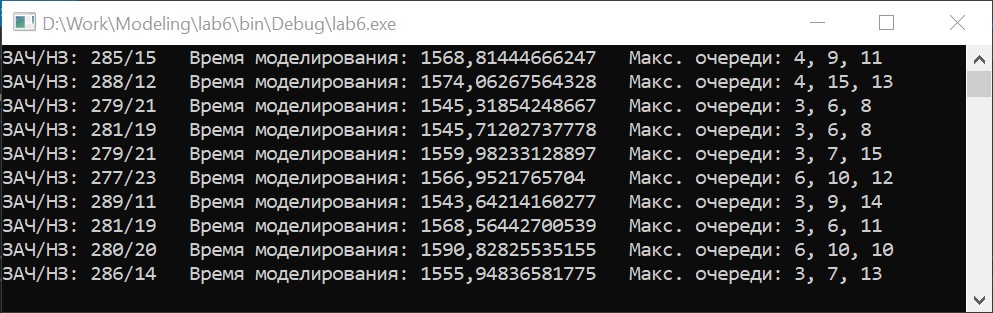 D:\Work\Modeling\lab6\bin\Debug\lab6.exe
ЗАЧ/НЗ: 285/15   Время моделирования: 1568,81444666247   Макс. очереди: 4, 9, 11
ЗАЧ/НЗ: 288/12   Время моделирования: 1574,06267564328   Макс. очереди: 4, 15, 13
ЗАЧ/НЗ: 279/21   Время моделирования: 1545,31854248667   Макс. очереди: 3, 6, 8
ЗАЧ/НЗ: 281/19   Время моделирования: 1545,71202737778   Макс. очереди: 3, 6, 8
ЗАЧ/НЗ: 279/21   Время моделирования: 1559,98233128897   Макс. очереди: 3, 7, 15
ЗАЧ/НЗ: 277/23   Время моделирования: 1566,9521765704    Макс. очереди: 6, 10, 12
ЗАЧ/НЗ: 289/11   Время моделирования: 1543,64214160277   Макс. очереди: 3, 9, 14
ЗАЧ/НЗ: 281/19   Время моделирования: 1568,56442700539   Макс. очереди: 3, 6, 11
ЗАЧ/НЗ: 280/20   Время моделирования: 1590,82825535155   Макс. очереди: 6, 10, 10
ЗАЧ/НЗ: 286/14   Время моделирования: 1555,94836581775   Макс. очереди: 3, 7, 13